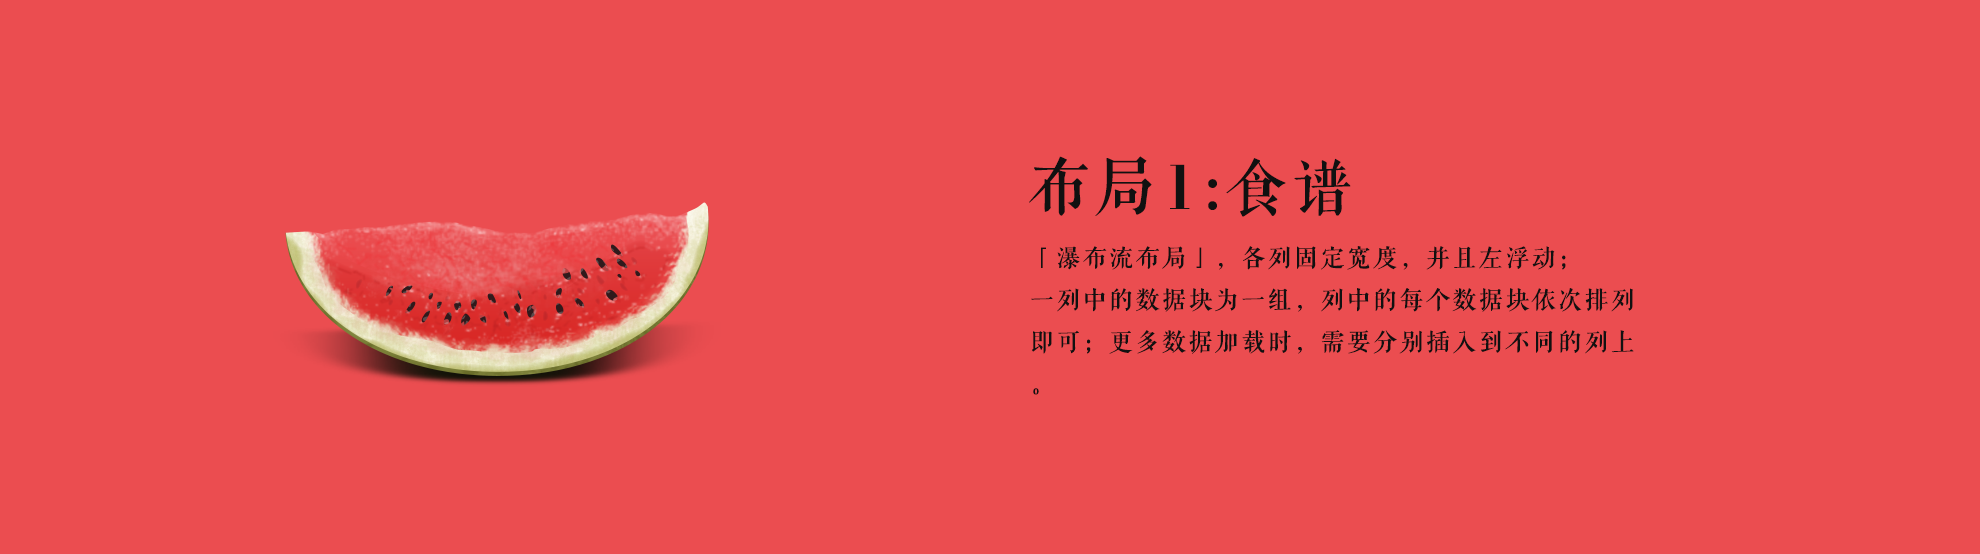 布局1:食谱
「瀑布流布局」，各列固定宽度，并且左浮动；
一列中的数据块为一组，列中的每个数据块依次排列
即可；更多数据加载时，需要分别插入到不同的列上
。